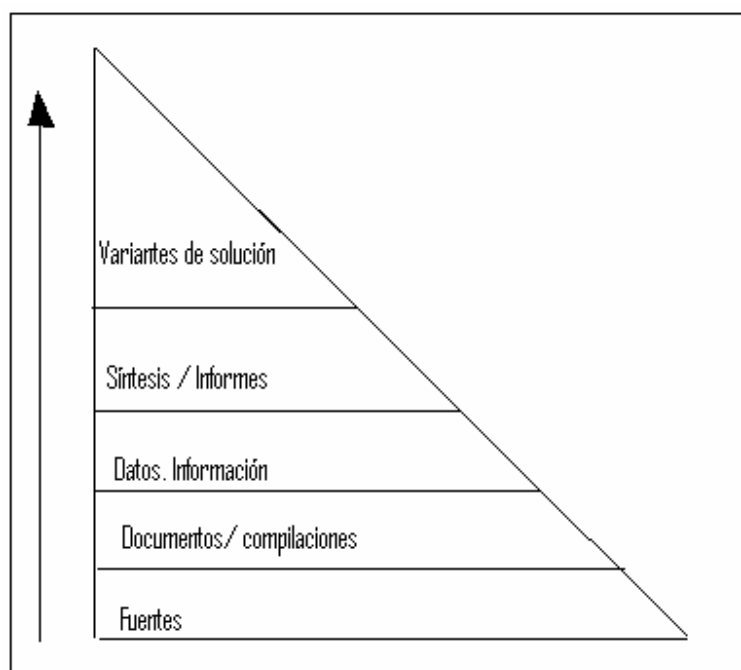 Variantes de solución
Síntesis / Informes
Datos. Información
Documentos/ compilaciones
Fuentes